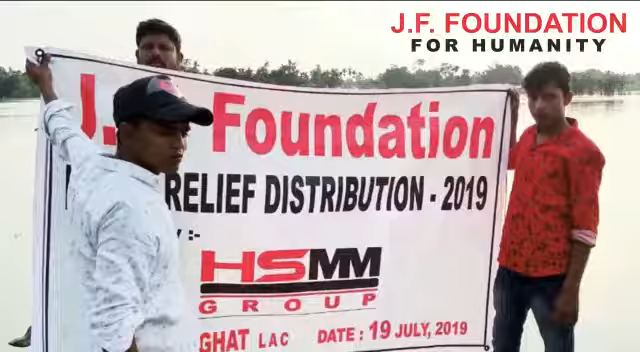 J.F. FOUNDATION
FOR HUMANITY
J. Foundation
RELIEF DISTRIBUTION - 2019
:-
HSMM
GROUP
GHAT LAC DATE : 19 JULY, 2019